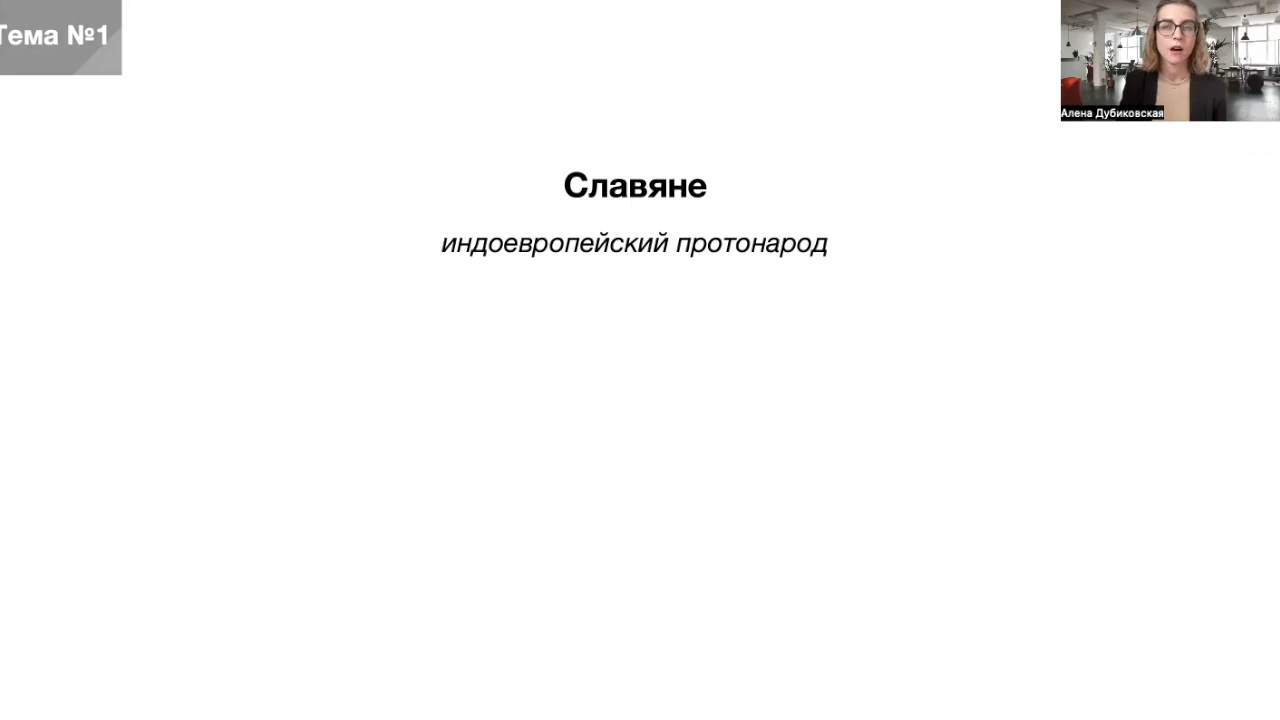 Тема №1
Алена Дубиковская
Славяне
индоевропейский протонарод